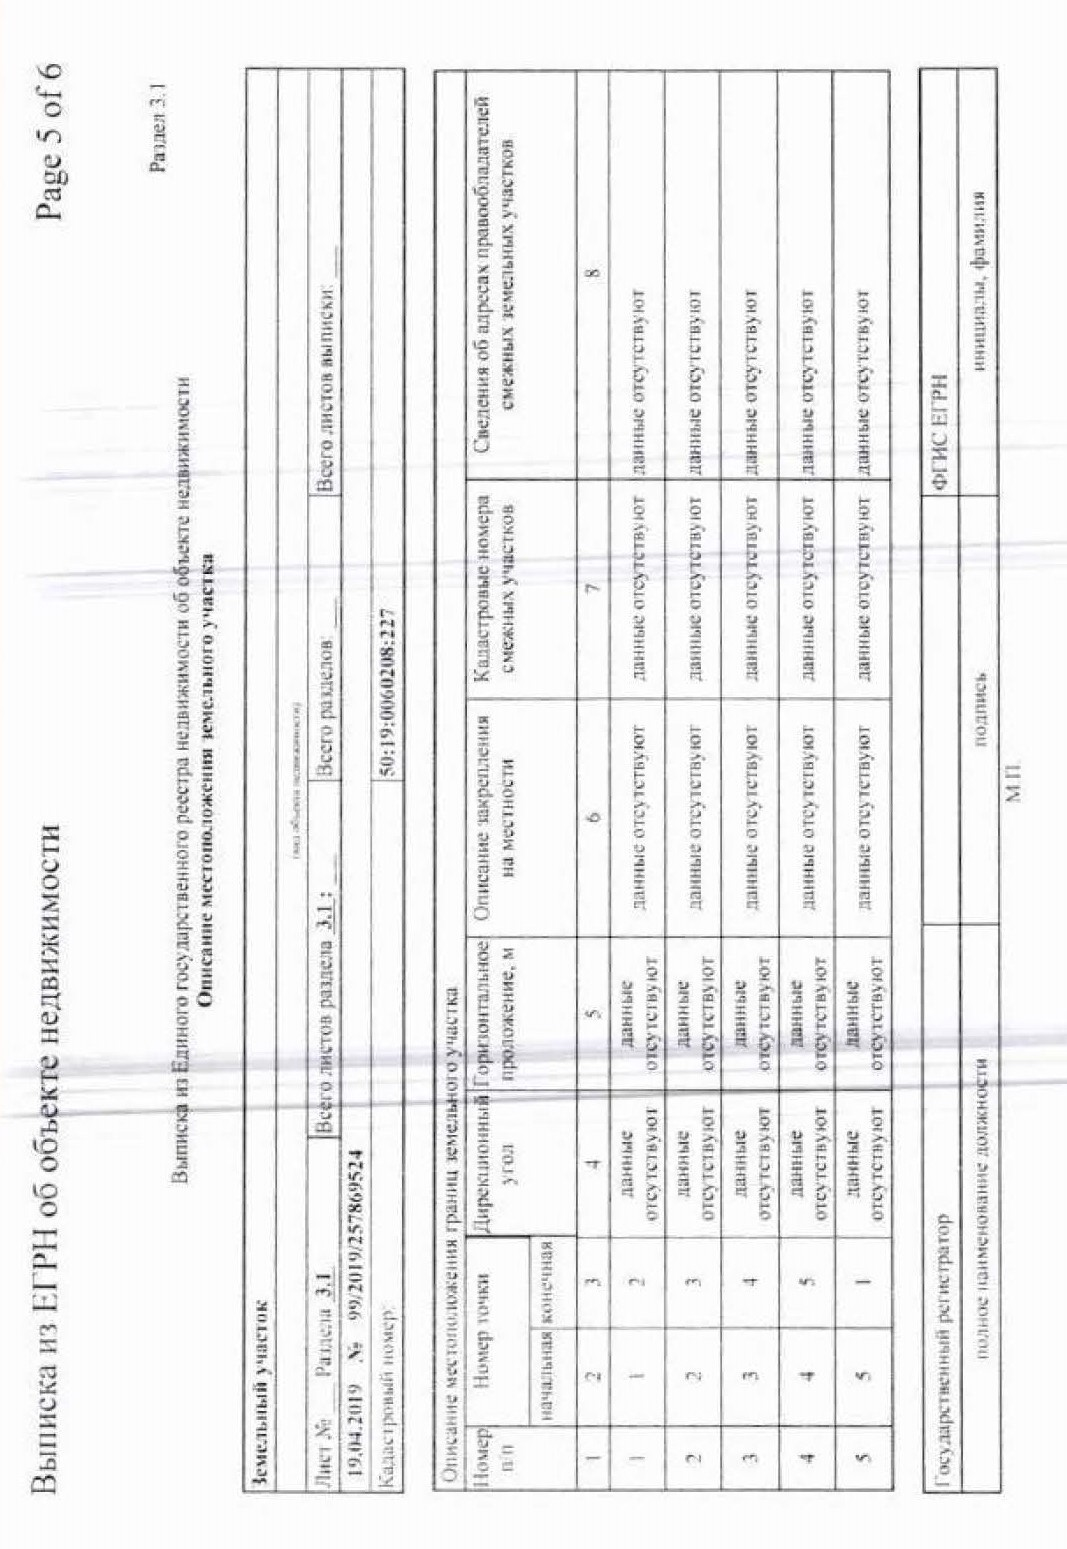 Выписка из ЕГРН об объекте недвижимости Page 5 of 6
Раздел 3.1
Выписка из Единого государственного реестра недвижимости об объекте недвижимости
Описание местоположения земельного участка
Земельный участок
(вид объекта недвижимости)
Лист № ___ Раздела 3.1 Всего листов раздела 3.1: ___ Всего разделов: ___ Всего листов выписки: ___
19.04.2019 № 99/2019/257869524
Кадастровый номер: 50:19:0060208:227
Описание местоположения границ земельного участка
Номер п/п Номер точки Дирекционный угол Горизонтальное проложение, м Описание закрепления на местности Кадастровые номера смежных участков Сведения об адресах правообладателей смежных земельных участков
начальная конечная
1 2 3 4 5 6 7 8
1 1 2 данные отсутствуют данные отсутствуют данные отсутствуют данные отсутствуют данные отсутствуют
2 2 3 данные отсутствуют данные отсутствуют данные отсутствуют данные отсутствуют данные отсутствуют
3 3 4 данные отсутствуют данные отсутствуют данные отсутствуют данные отсутствуют данные отсутствуют
4 4 5 данные отсутствуют данные отсутствуют данные отсутствуют данные отсутствуют данные отсутствуют
5 5 1 данные отсутствуют данные отсутствуют данные отсутствуют данные отсутствуют данные отсутствуют
Государственный регистратор ФГИС ЕГРН
полное наименование должности подпись инициалы, фамилия
М.П.